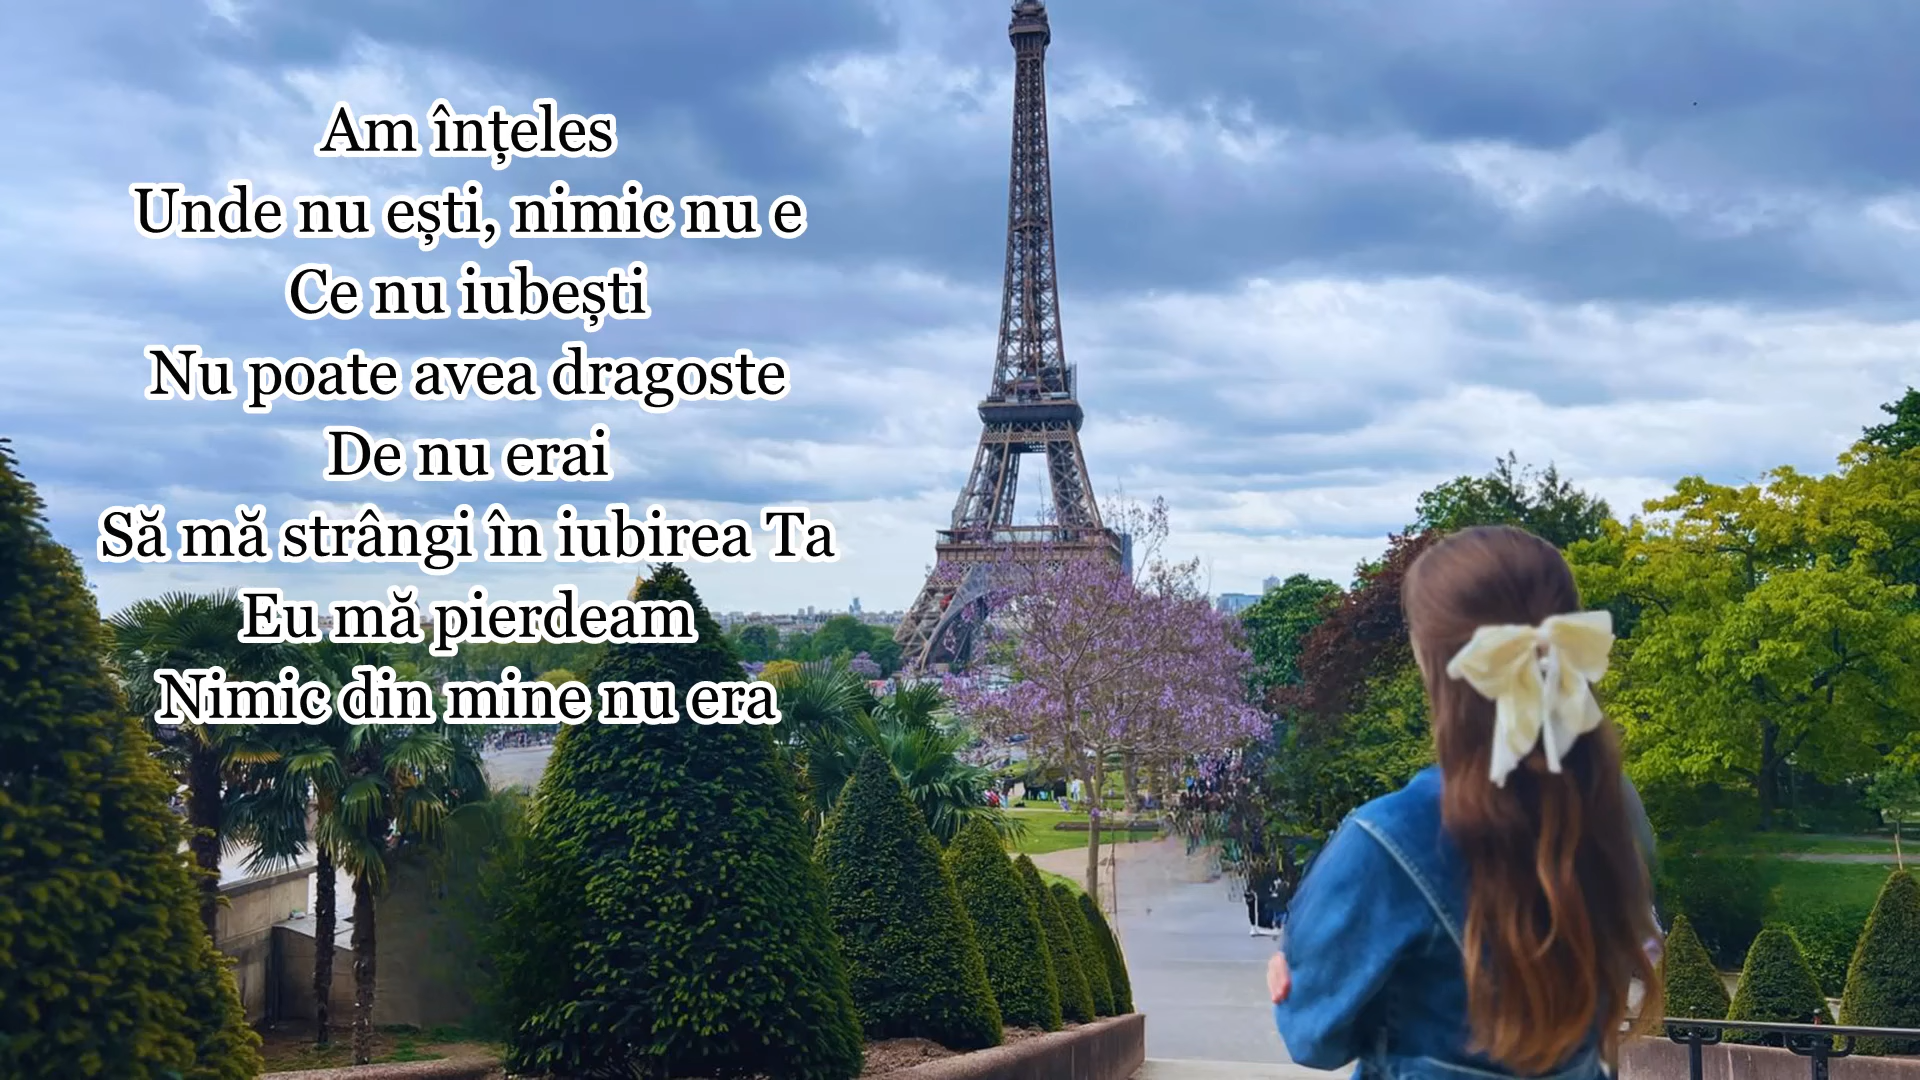 Am înțeles
Unde nu ești, nimic nu e
Ce nu iubești
Nu poate avea dragoste
De nu erai
Să mă strângi în iubirea Ta
Eu mă pierdeam
Nimic din mine nu era